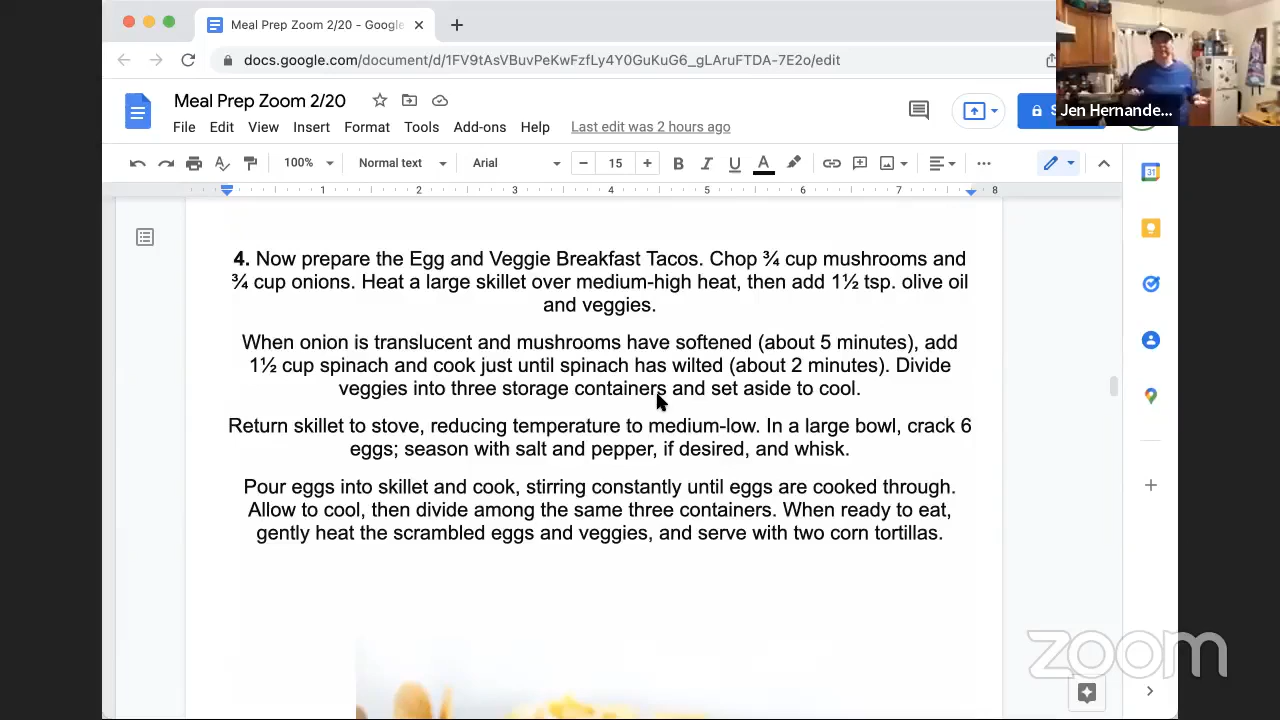 Meal Prep Zoom 2/20 - Google
docs.google.com/document/d/1FV9tAsVBuvPeKwFzfLy4Y0GuKuG6_gLAruFTDA-7E2o/edit
Jen Hernande...
Meal Prep Zoom 2/20
File Edit View Insert Format Tools Add-ons Help Last edit was 2 hours ago
100% Normal text Arial 15
1 2 3 4 5 6 7 8
31
4. Now prepare the Egg and Veggie Breakfast Tacos. Chop ¾ cup mushrooms and
¾ cup onions. Heat a large skillet over medium-high heat, then add 1½ tsp. olive oil
and veggies.
When onion is translucent and mushrooms have softened (about 5 minutes), add
1½ cup spinach and cook just until spinach has wilted (about 2 minutes). Divide
veggies into three storage containers and set aside to cool.
Return skillet to stove, reducing temperature to medium-low. In a large bowl, crack 6
eggs; season with salt and pepper, if desired, and whisk.
Pour eggs into skillet and cook, stirring constantly until eggs are cooked through.
Allow to cool, then divide among the same three containers. When ready to eat,
gently heat the scrambled eggs and veggies, and serve with two corn tortillas.
zoom